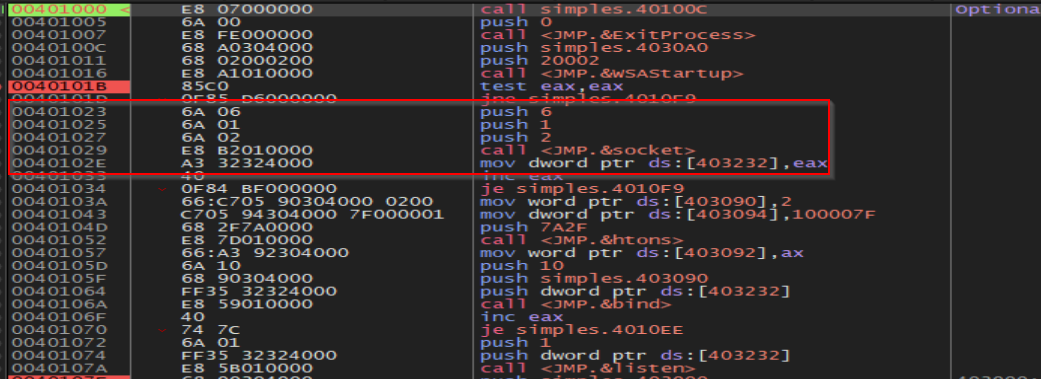 00401000 < E8 07000000 call simples.40100C Optiona
00401005 6A 00 push 0
00401007 E8 FE000000 call <JMP.&ExitProcess>
0040100C 68 A0304000 push simples.4030A0
00401011 68 02000200 push 20002
00401016 E8 A1010000 call <JMP.&WSAStartup>
0040101B 85C0 test eax,eax
0040101D 0F85 D6000000 jne simples.4010F9
00401023 6A 06 push 6
00401025 6A 01 push 1
00401027 6A 02 push 2
00401029 E8 B2010000 call <JMP.&socket>
0040102E A3 32324000 mov dword ptr ds:[403232],eax
00401033 40 inc eax
00401034 0F84 BF000000 je simples.4010F9
0040103A 66:C705 90304000 0200 mov word ptr ds:[403090],2
00401043 C705 94304000 7F000001 mov dword ptr ds:[403094],100007F
0040104D 68 2F7A0000 push 7A2F
00401052 E8 7D010000 call <JMP.&htons>
00401057 66:A3 92304000 mov word ptr ds:[403092],ax
0040105D 6A 10 push 10
0040105F 68 90304000 push simples.403090
00401064 FF35 32324000 push dword ptr ds:[403232]
0040106A E8 59010000 call <JMP.&bind>
0040106F 40 inc eax
00401070 74 7C je simples.4010EE
00401072 6A 01 push 1
00401074 FF35 32324000 push dword ptr ds:[403232]
0040107A E8 5B010000 call <JMP.&listen>